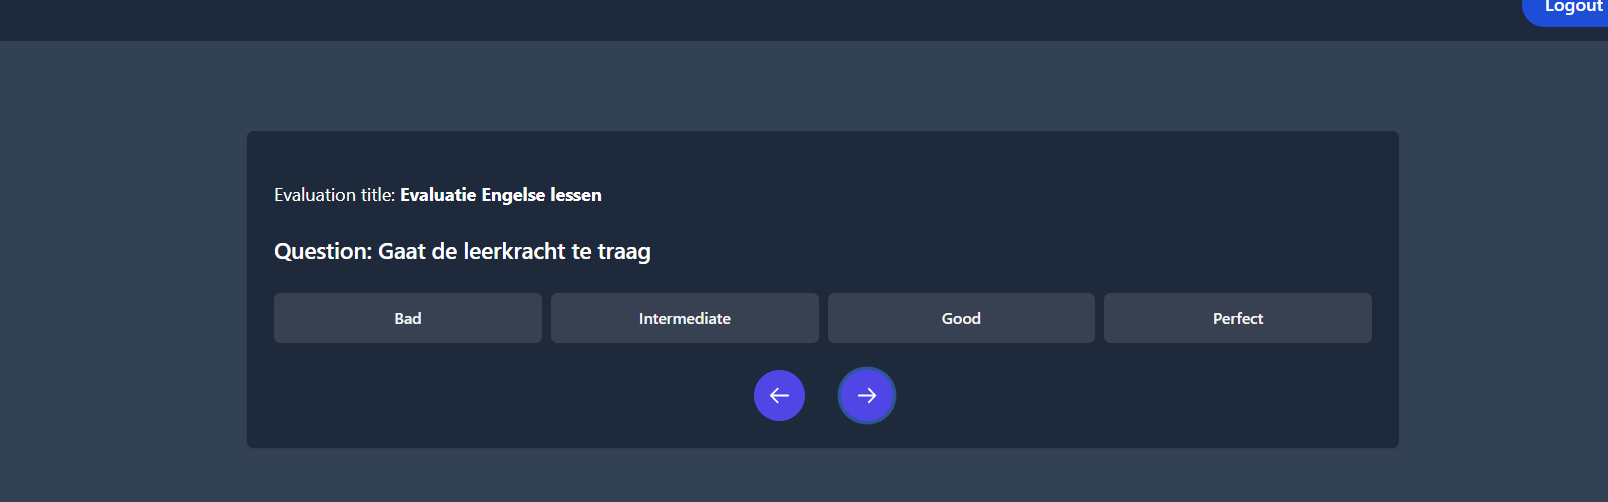 Logout
Evaluation title: Evaluatie Engelse lessen
Question: Gaat de leerkracht te traag
Bad Intermediate Good Perfect